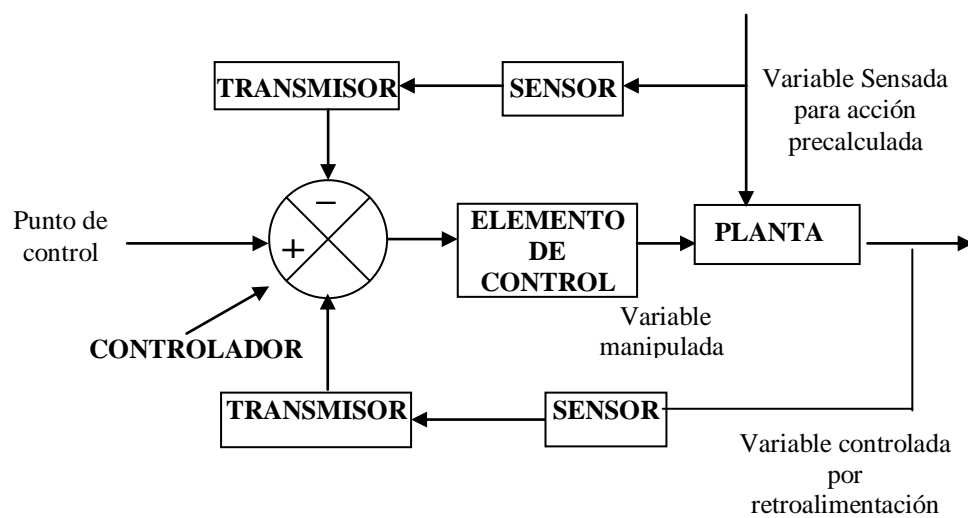 TRANSMISOR
SENSOR
Variable Sensada
para acción
precalculada
Punto de
control
−
+
ELEMENTO
DE
CONTROL
PLANTA
CONTROLADOR
Variable
manipulada
TRANSMISOR
SENSOR
Variable controlada
por
retroalimentación